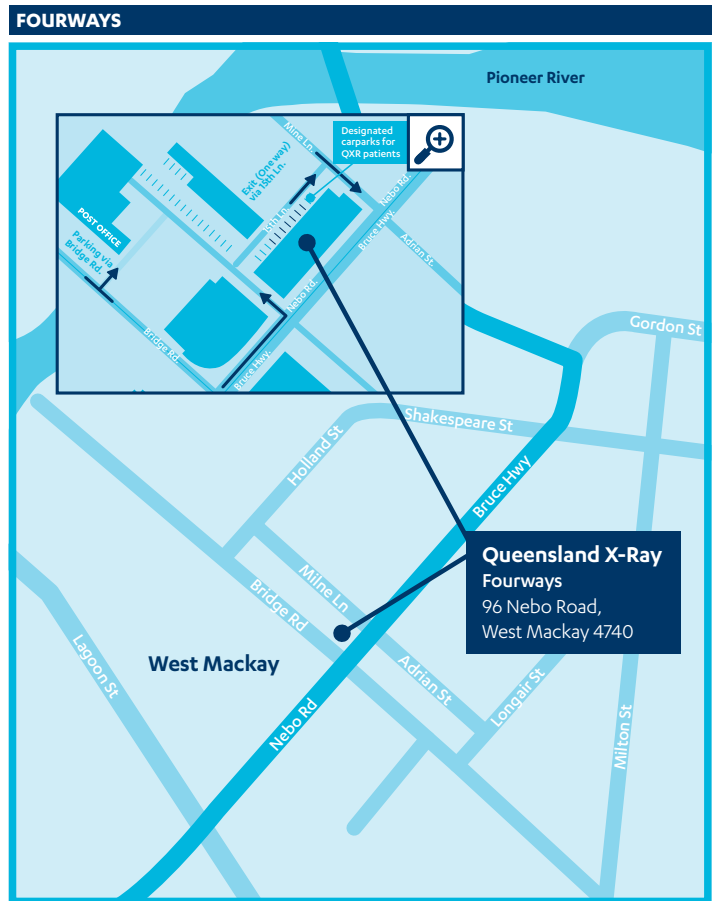 FOURWAYS
Pioneer River
Mine Ln.
Designated
carparks for
QXR patients
Exit (One way)
via 15th Ln.
15th Ln.
Nebo Rd.
Bruce Hwy.
Adrian St.
POST OFFICE
Parking via
Bridge Rd.
Bridge Rd.
Nebo Rd.
Bruce Hwy.
Gordon St
Shakespeare St
Holland St
Bruce Hwy
Queensland X-Ray
Fourways
96 Nebo Road,
West Mackay 4740
Milne Ln
Bridge Rd
West Mackay
Lagoon St
Adrian St
Longair St
Nebo Rd
Milton St